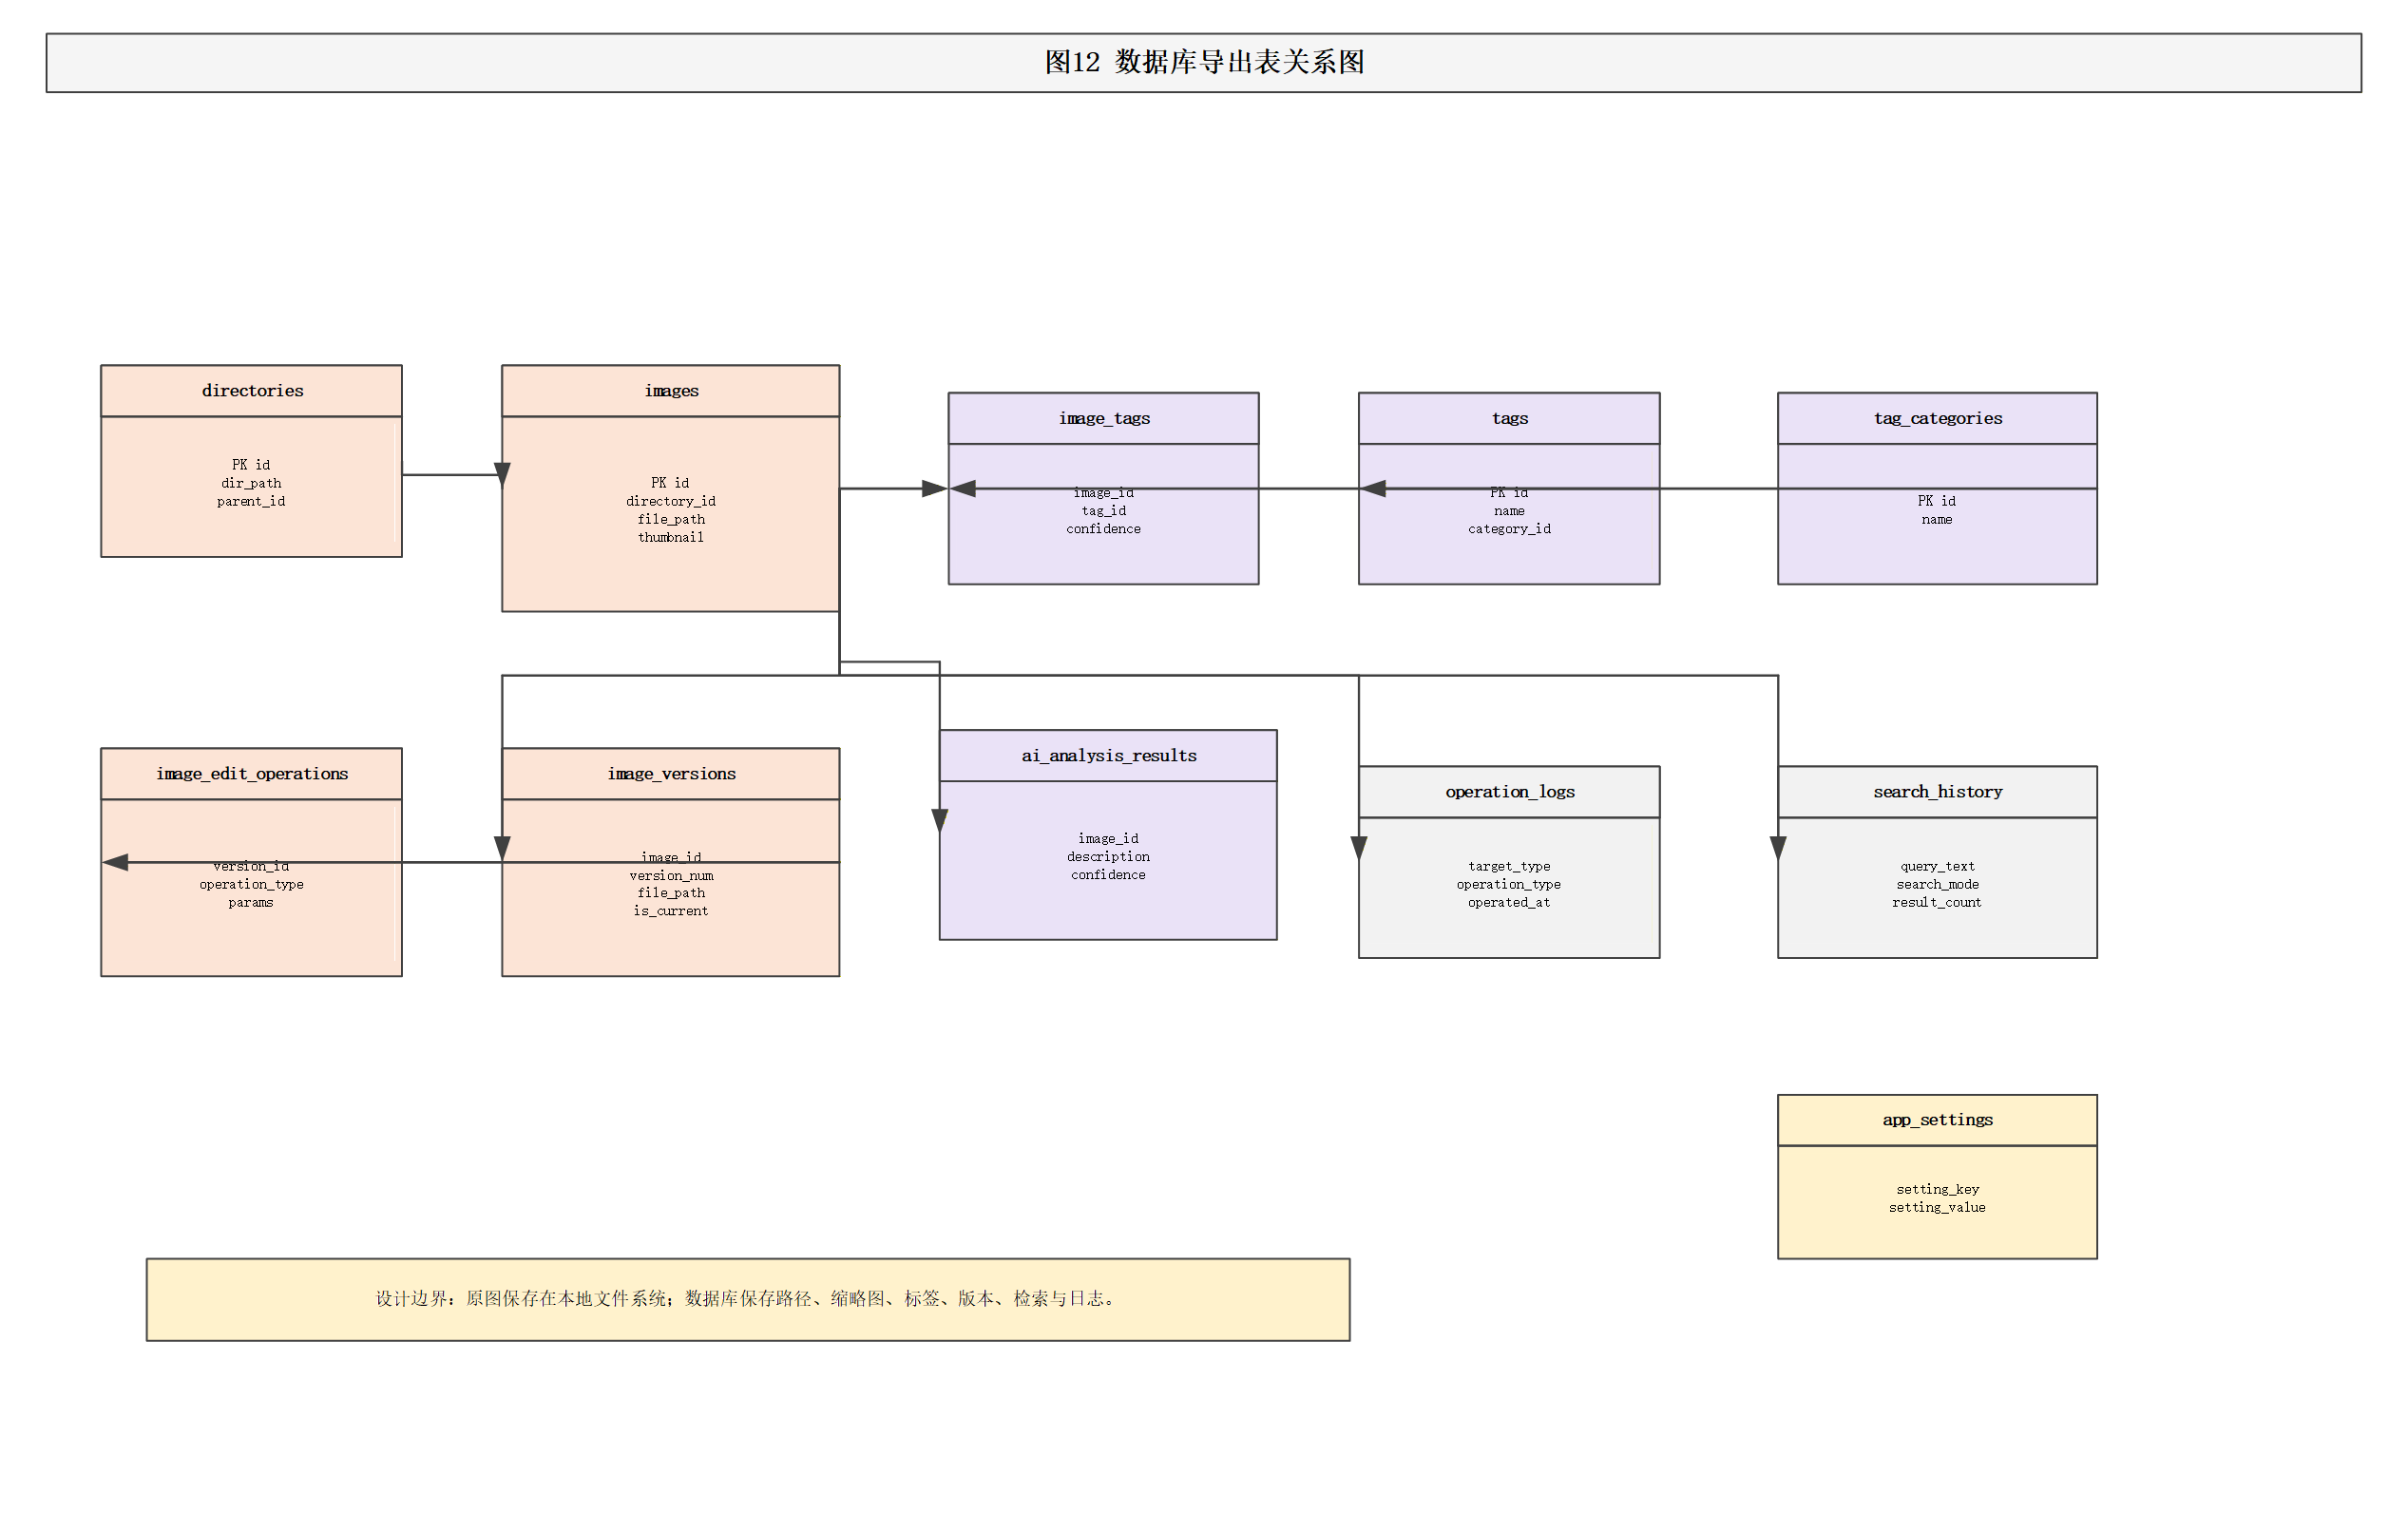 图12 数据库导出表关系图
directories
PK id
dir_path
parent_id
images
PK id
directory_id
file_path
thumbnail
image_tags
image_id
tag_id
confidence
tags
PK id
name
category_id
tag_categories
PK id
name
image_edit_operations
version_id
operation_type
params
image_versions
image_id
version_num
file_path
is_current
ai_analysis_results
image_id
description
confidence
operation_logs
target_type
operation_type
operated_at
search_history
query_text
search_mode
result_count
app_settings
setting_key
setting_value
设计边界：原图保存在本地文件系统；数据库保存路径、缩略图、标签、版本、检索与日志。